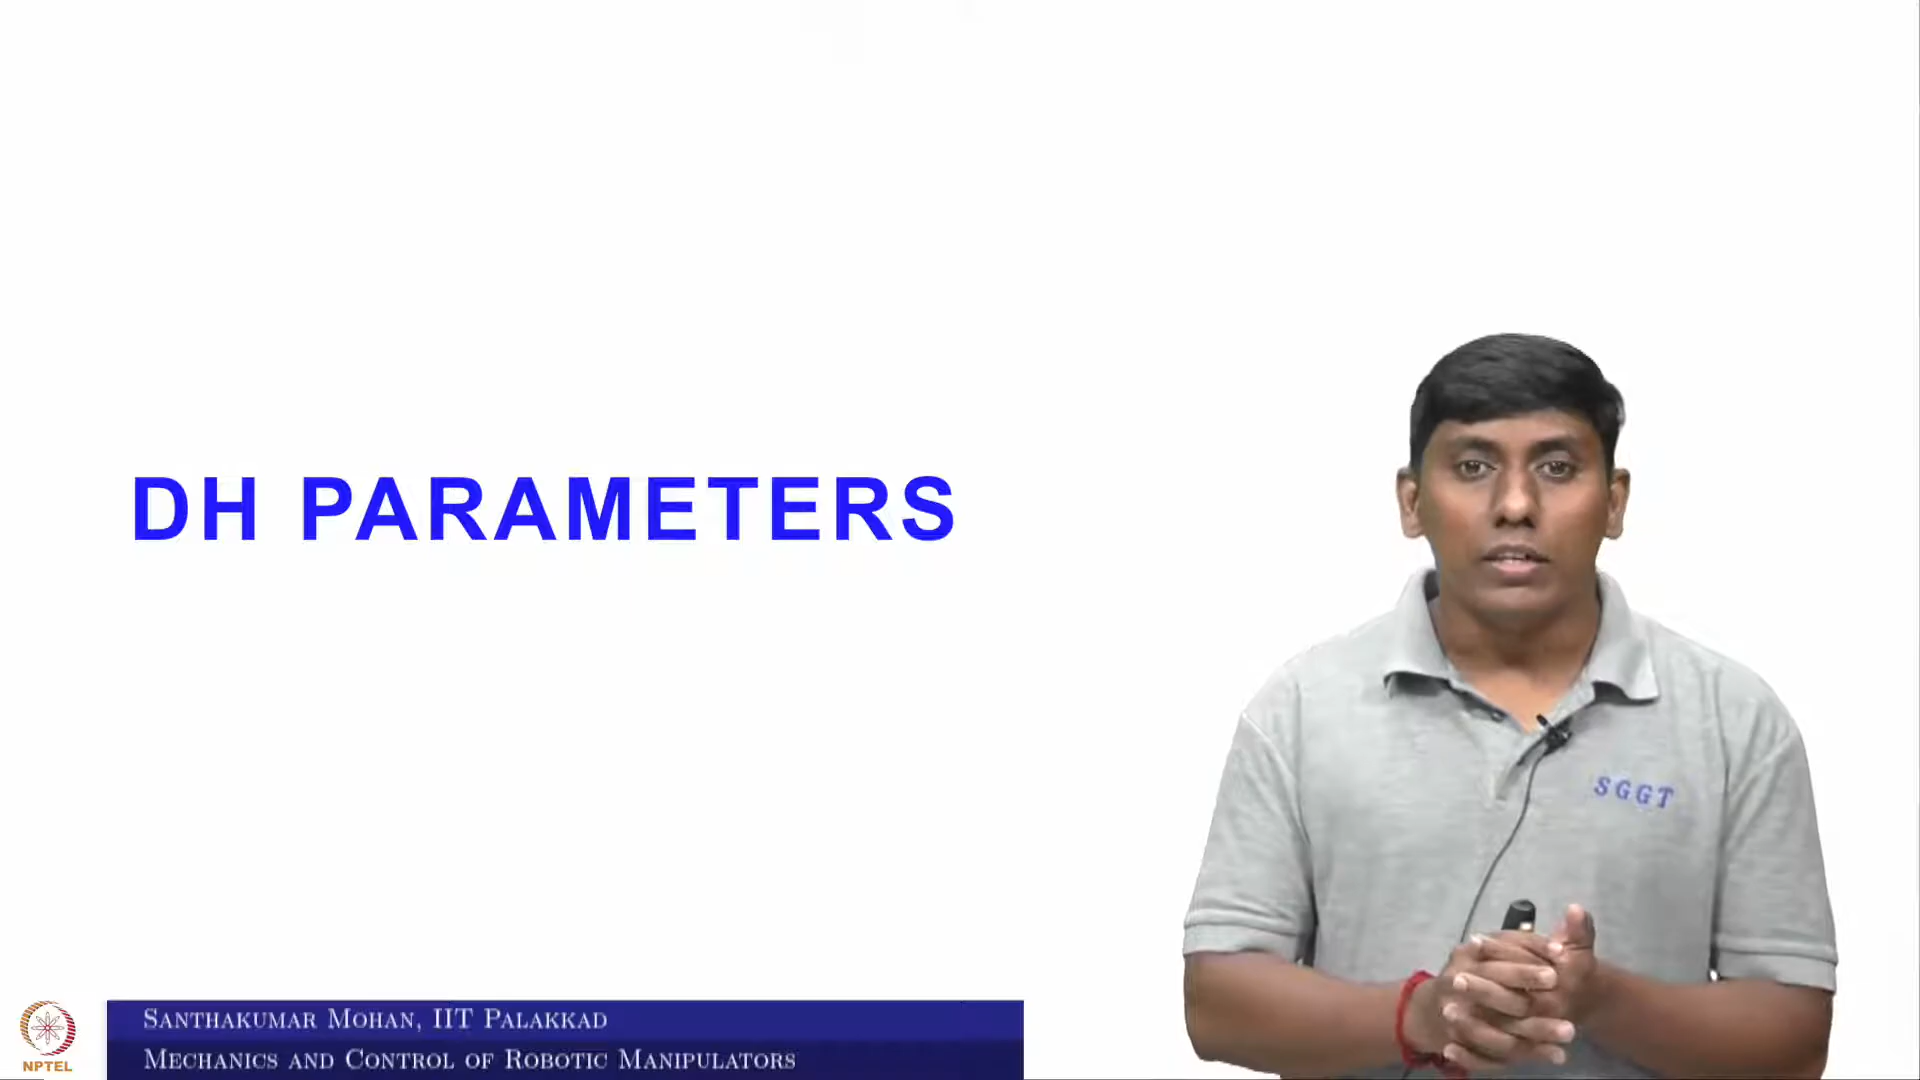 DH PARAMETERS
SGGT
SANTHAKUMAR MOHAN, IIT PALAKKAD
MECHANICS AND CONTROL OF ROBOTIC MANIPULATORS
NPTEL